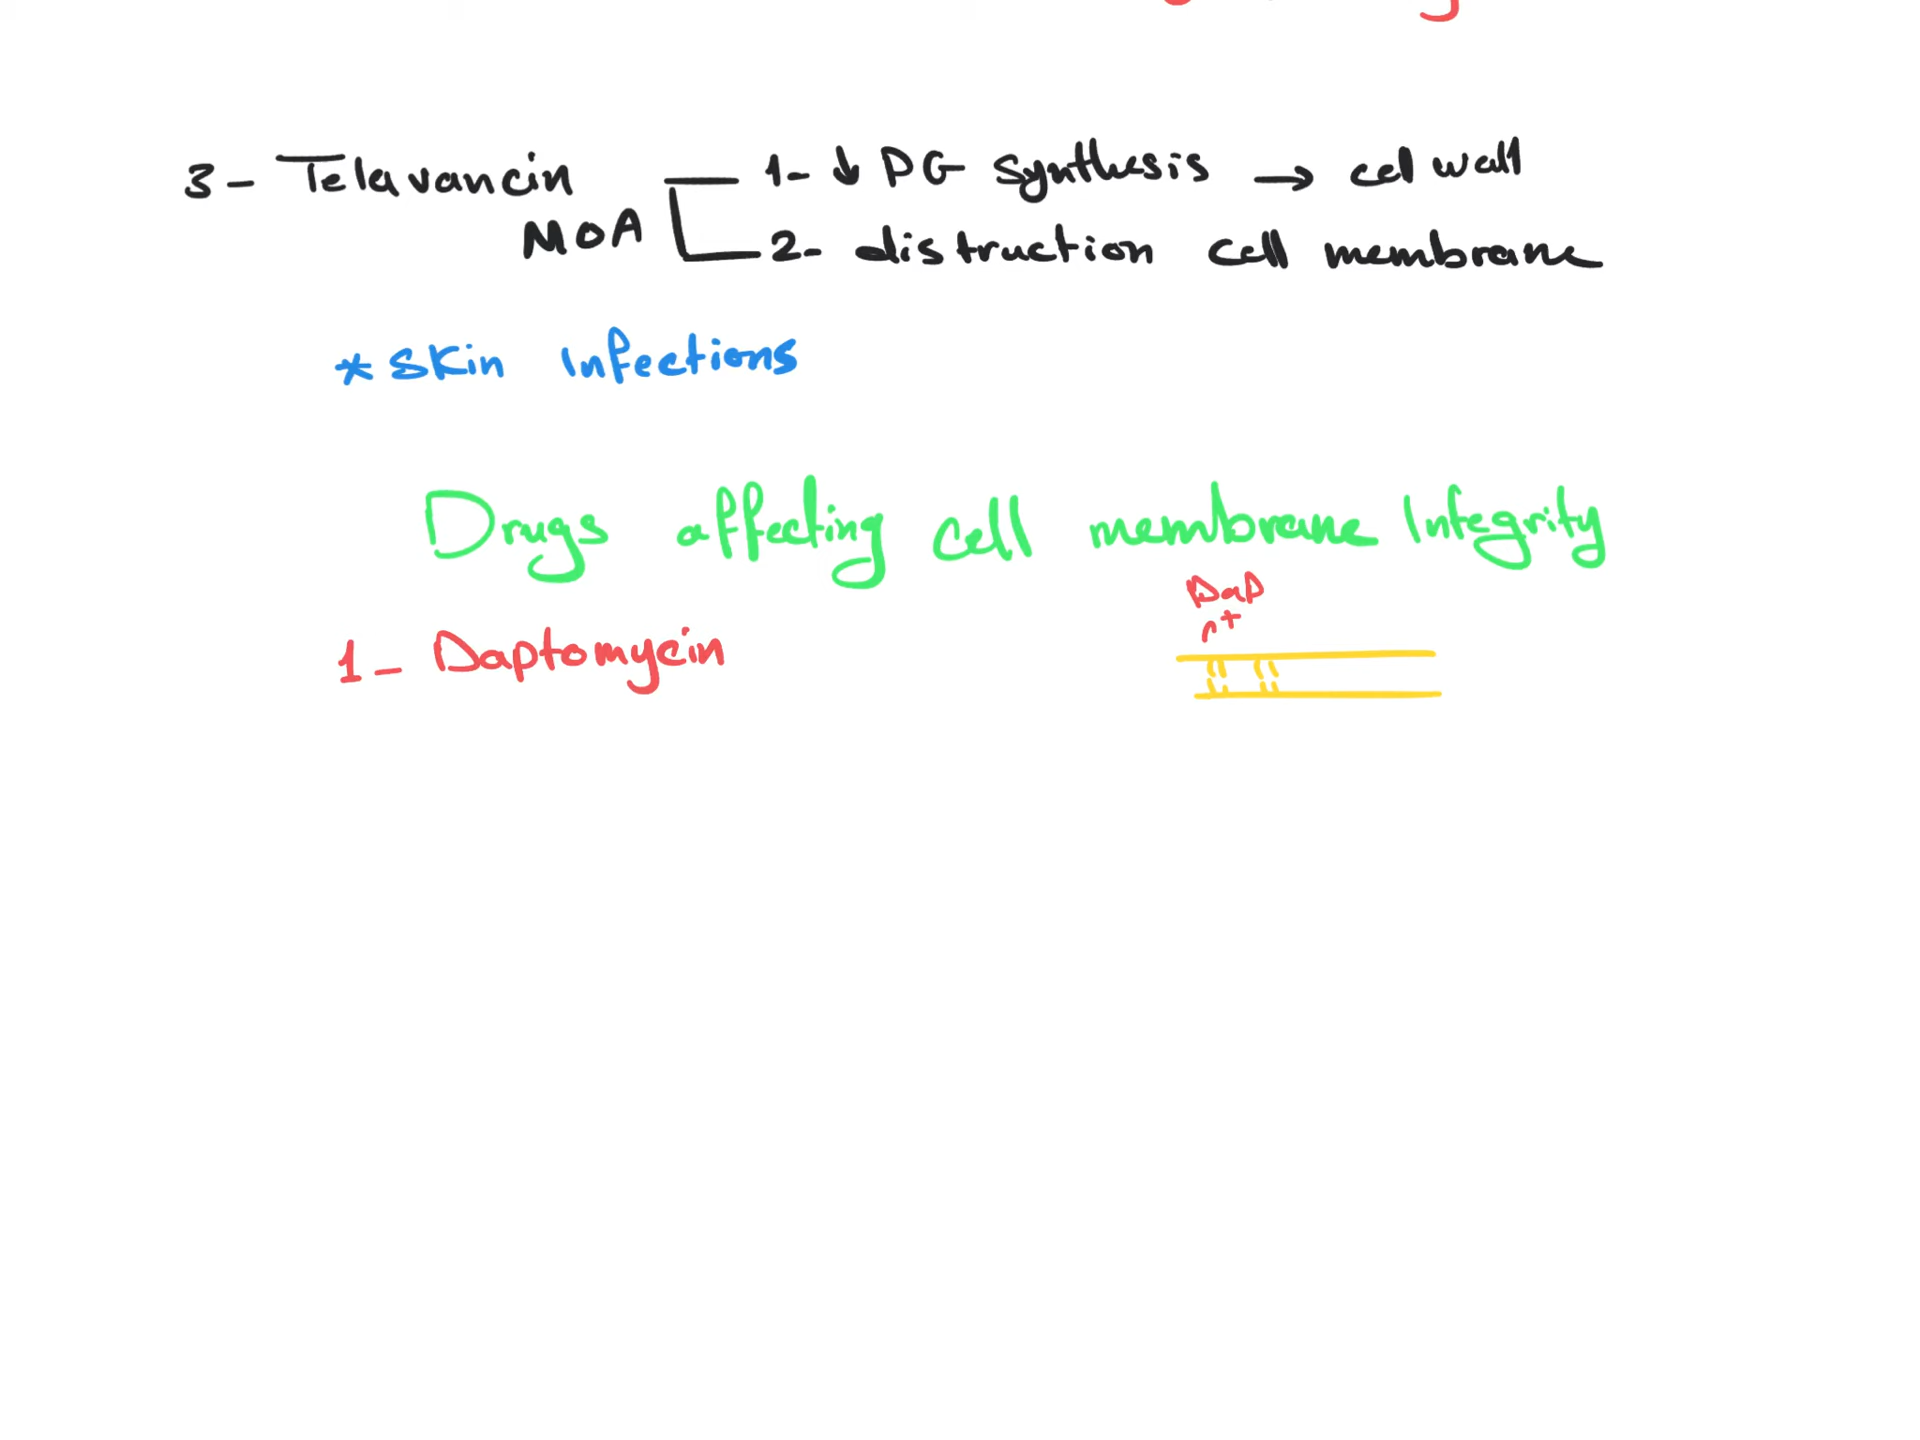 3- Telavancin 1- ↓ PG synthesis → cel wall
MOA 2- distruction cell membrane
* Skin Infections
Drugs affecting cell membrane Integrity
DaP
1- Daptomycin